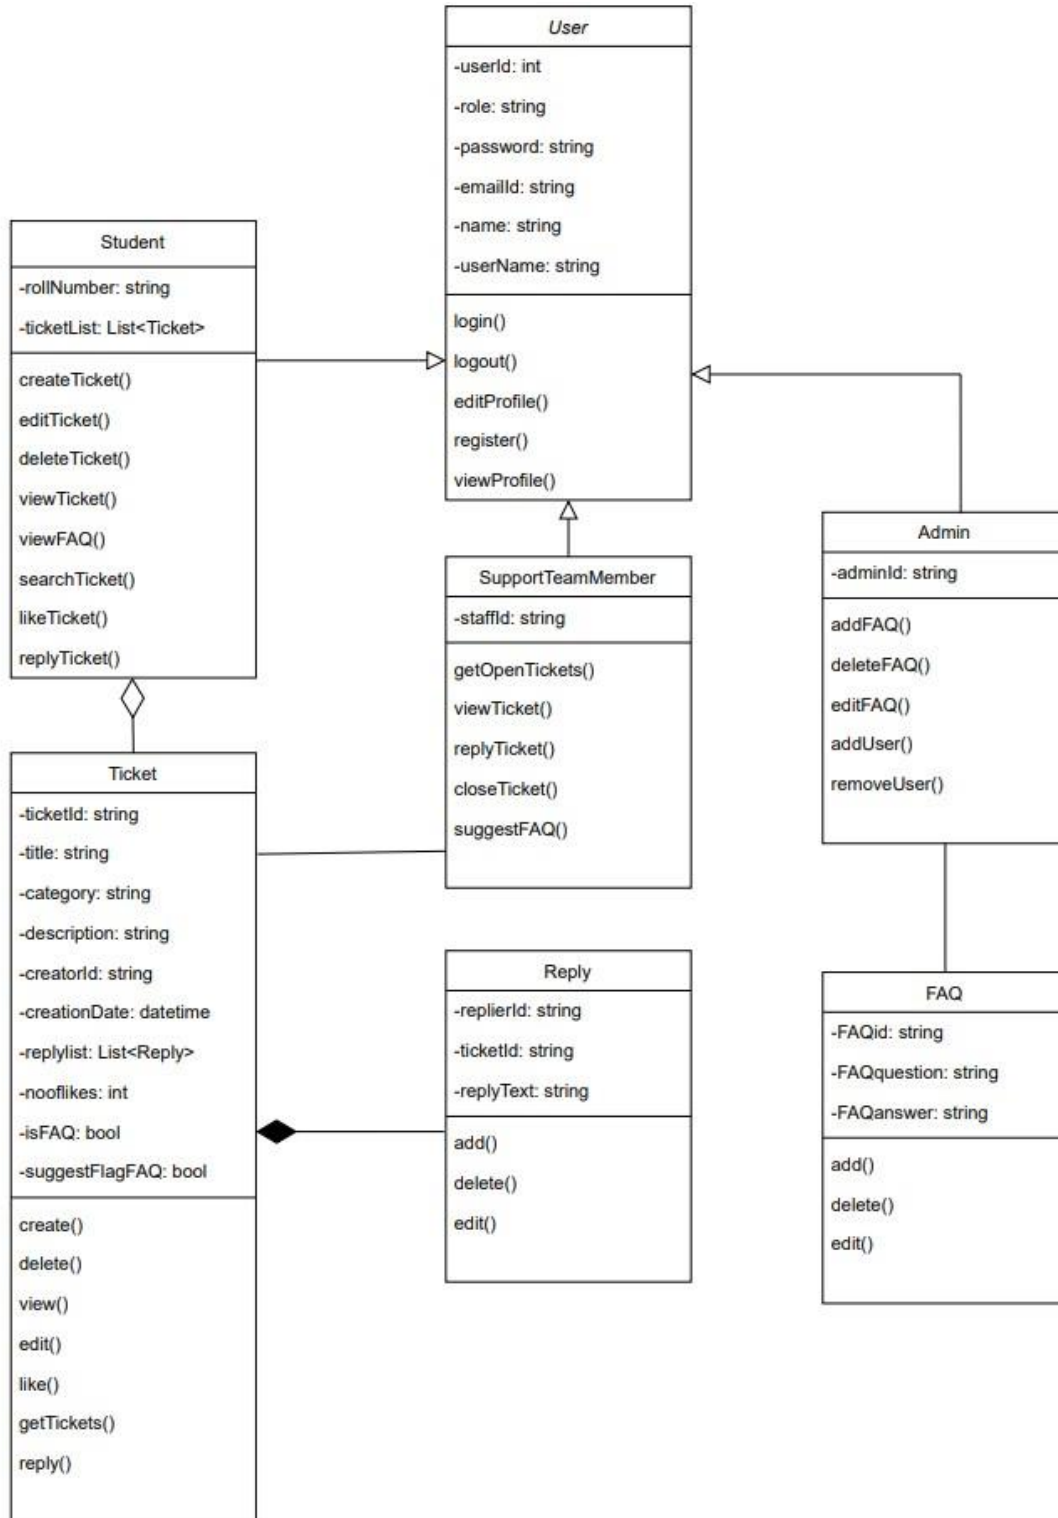 User
-userId: int
-role: string
-password: string
-emailId: string
-name: string
-userName: string
login()
logout()
editProfile()
register()
viewProfile()
Student
-rollNumber: string
-ticketList: List<Ticket>
createTicket()
editTicket()
deleteTicket()
viewTicket()
viewFAQ()
searchTicket()
likeTicket()
replyTicket()
SupportTeamMember
-staffId: string
getOpenTickets()
viewTicket()
replyTicket()
closeTicket()
suggestFAQ()
Admin
-adminId: string
addFAQ()
deleteFAQ()
editFAQ()
addUser()
removeUser()
Ticket
-ticketId: string
-title: string
-category: string
-description: string
-creatorId: string
-creationDate: datetime
-replylist: List<Reply>
-nooflikes: int
-isFAQ: bool
-suggestFlagFAQ: bool
create()
delete()
view()
edit()
like()
getTickets()
reply()
Reply
-replierId: string
-ticketId: string
-replyText: string
add()
delete()
edit()
FAQ
-FAQid: string
-FAQquestion: string
-FAQanswer: string
add()
delete()
edit()